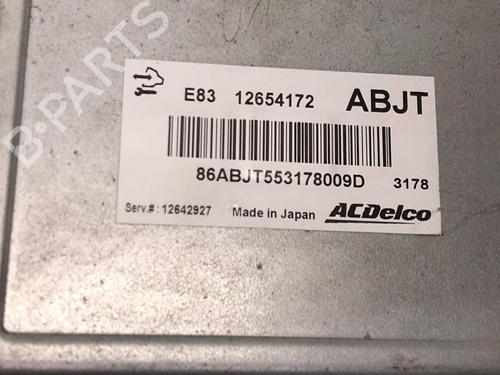 B-PARTS
E83 12654172 ABJT
86ABJT553178009D 3178
Serv.#: 12642927 Made in Japan ACDelco